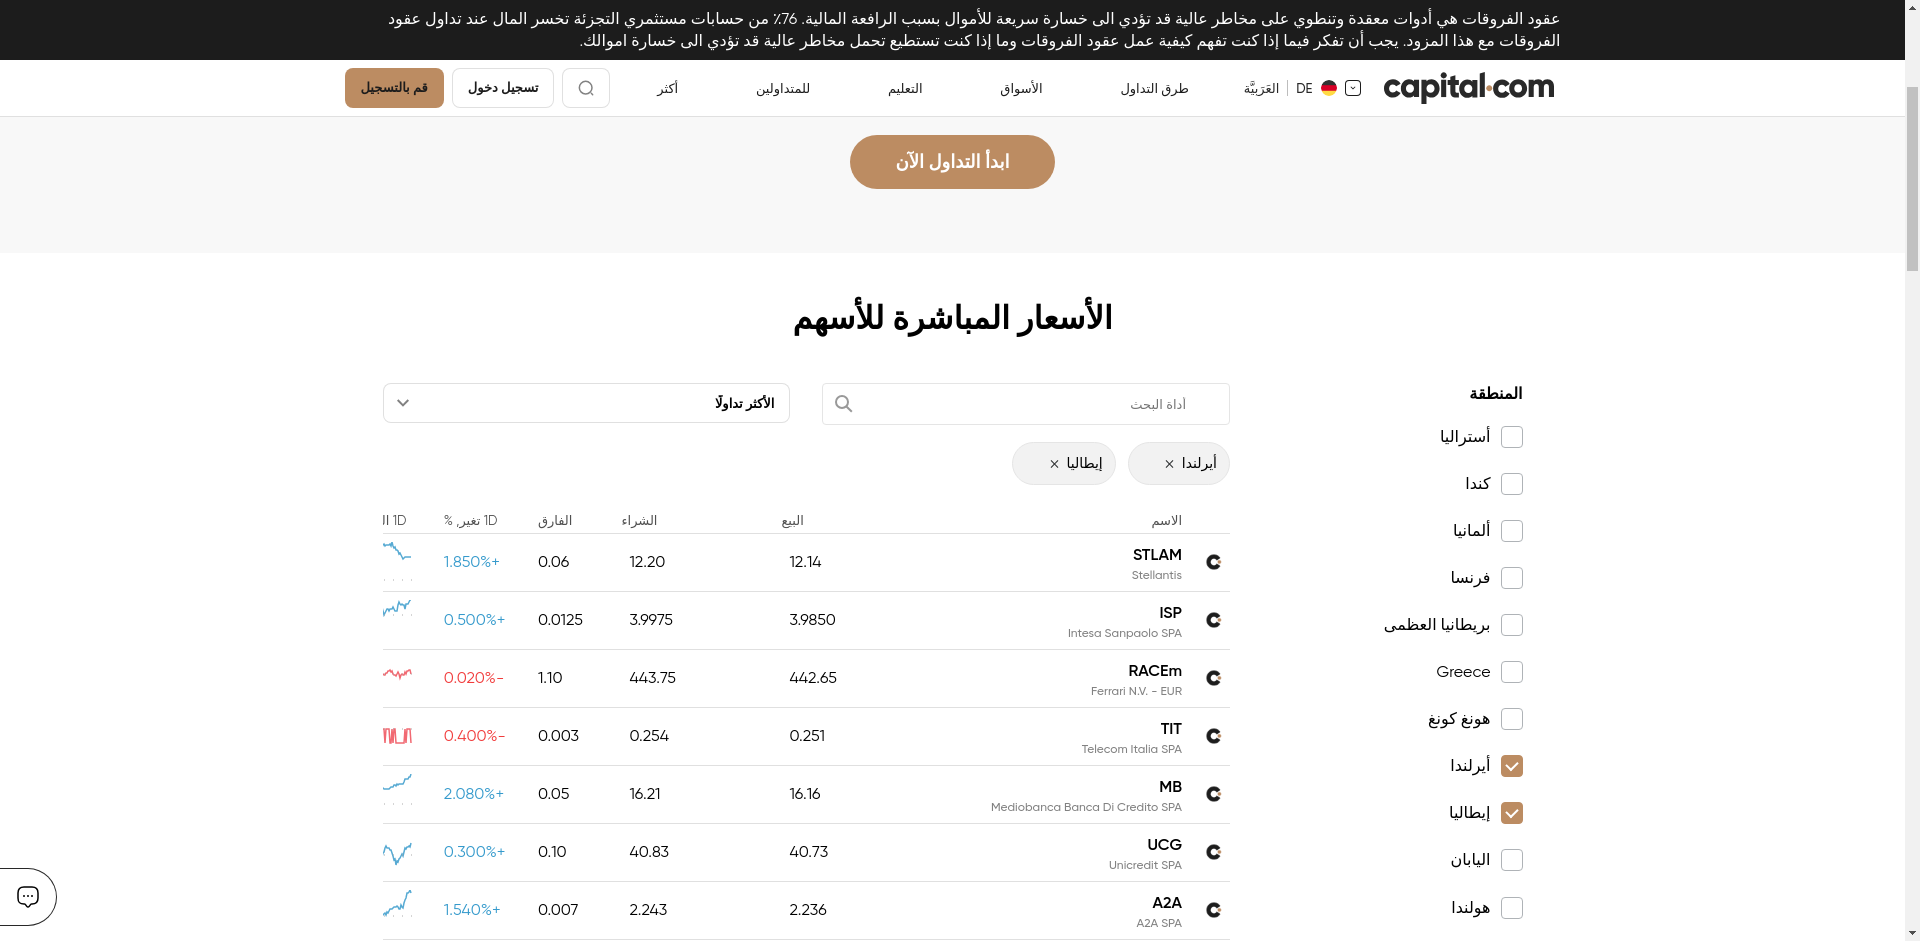 عقود الفروقات هي أدوات معقدة وتنطوي على مخاطر عالية قد تؤدي الى خسارة سريعة للأموال بسبب الرافعة المالية. 76٪ من حسابات مستثمري التجزئة تخسر المال عند تداول عقود
الفروقات مع هذا المزود. يجب أن تفكر فيما إذا كنت تفهم كيفية عمل عقود الفروقات وما إذا كنت تستطيع تحمل مخاطر عالية قد تؤدي الى خسارة اموالك.
capital.com DE العَرَبيَّة طرق التداول الأسواق التعليم للمتداولين أكثر تسجيل دخول قم بالتسجيل
ابدأ التداول الآن
الأسعار المباشرة للأسهم
المنطقة
أستراليا
كندا
ألمانيا
فرنسا
بريطانيا العظمى
Greece
هونغ كونغ
أيرلندا
إيطاليا
اليابان
هولندا
أداة البحث
الأكثر تداولًا
أيرلندا × إيطاليا ×
الاسم البيع الشراء الفارق 1D تغير, % 1D ال
STLAM 12.14 12.20 0.06 1.850%+
Stellantis
ISP 3.9850 3.9975 0.0125 0.500%+
Intesa Sanpaolo SPA
RACEm 442.65 443.75 1.10 0.020%-
Ferrari N.V. - EUR
TIT 0.251 0.254 0.003 0.400%-
Telecom Italia SPA
MB 16.16 16.21 0.05 2.080%+
Mediobanca Banca Di Credito SPA
UCG 40.73 40.83 0.10 0.300%+
Unicredit SPA
A2A 2.236 2.243 0.007 1.540%+
A2A SPA